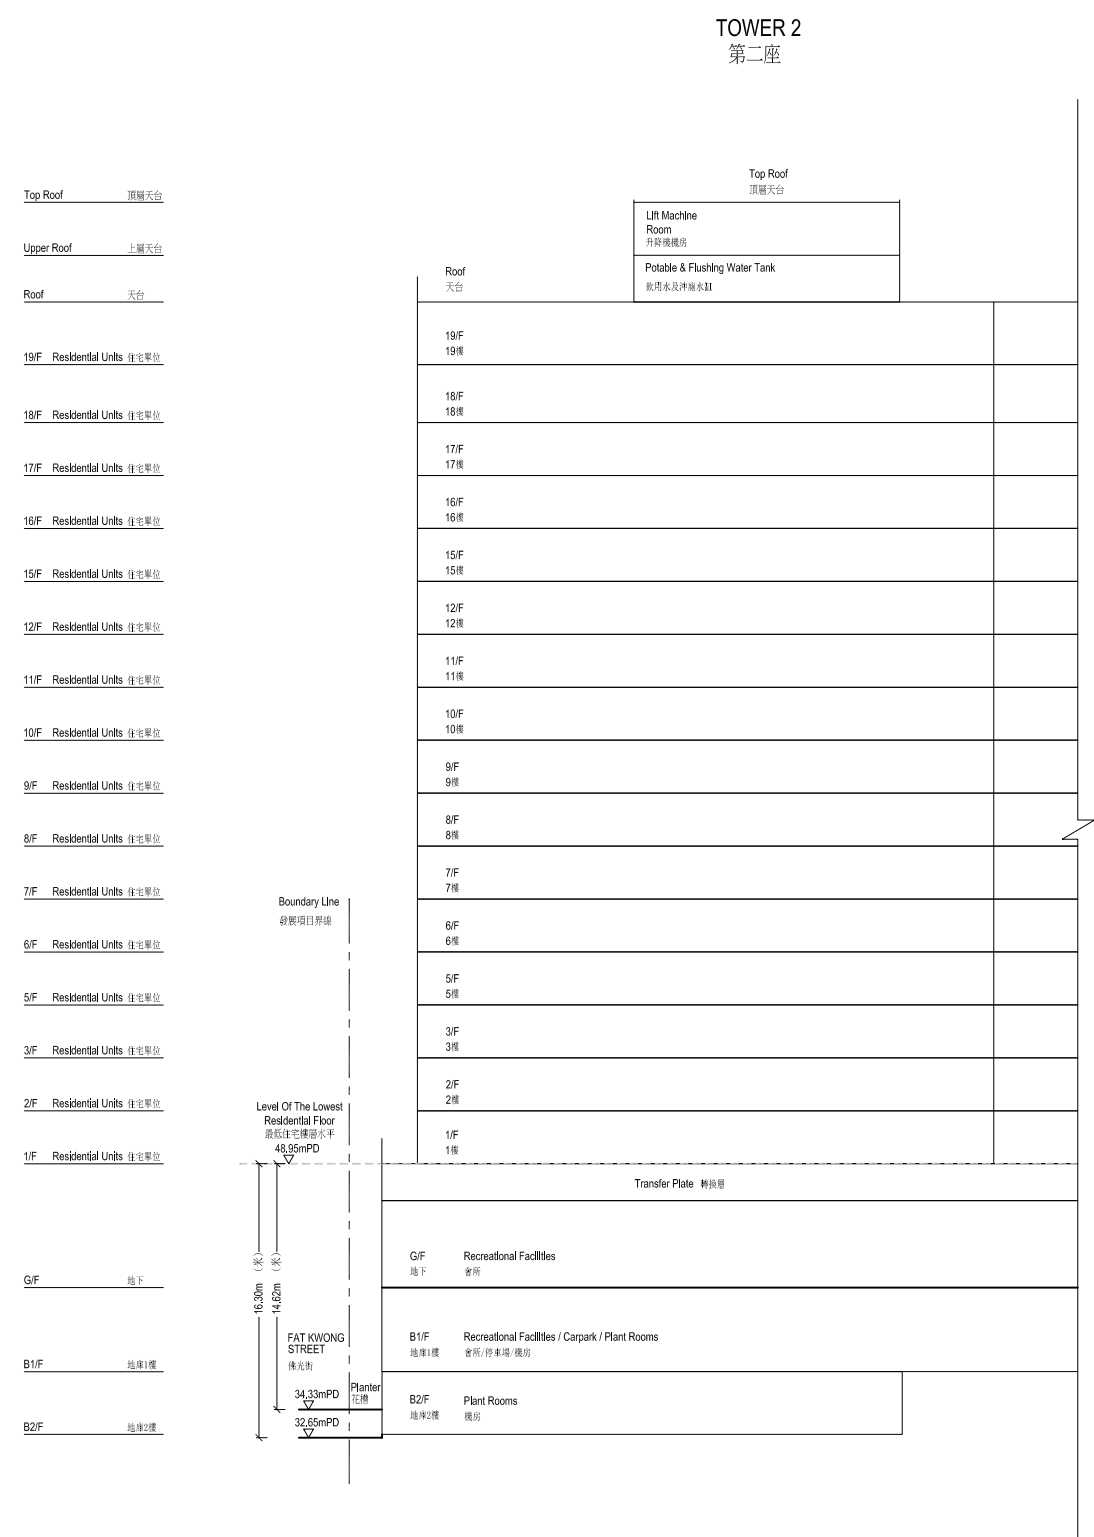 TOWER 2
第二座
Top Roof 頂層天台
Upper Roof 上層天台
Roof 天台
19/F Residential Units 住宅單位
18/F Residential Units 住宅單位
17/F Residential Units 住宅單位
16/F Residential Units 住宅單位
15/F Residential Units 住宅單位
12/F Residential Units 住宅單位
11/F Residential Units 住宅單位
10/F Residential Units 住宅單位
9/F Residential Units 住宅單位
8/F Residential Units 住宅單位
7/F Residential Units 住宅單位
6/F Residential Units 住宅單位
5/F Residential Units 住宅單位
3/F Residential Units 住宅單位
2/F Residential Units 住宅單位
1/F Residential Units 住宅單位
G/F 地下
B1/F 地庫1樓
B2/F 地庫2樓
Top Roof
頂層天台
Lift Machine
Room
升降機機房
Potable & Flushing Water Tank
飲用水及沖廁水缸
Roof
天台
19/F
19樓
18/F
18樓
17/F
17樓
16/F
16樓
15/F
15樓
12/F
12樓
11/F
11樓
10/F
10樓
9/F
9樓
8/F
8樓
7/F
7樓
6/F
6樓
5/F
5樓
3/F
3樓
2/F
2樓
1/F
1樓
Boundary Line
發展項目界線
Level Of The Lowest
Residential Floor
最低住宅樓層水平
48.95mPD
Transfer Plate 轉換層
G/F Recreational Facilities
地下 會所
B1/F Recreational Facilities / Carpark / Plant Rooms
地庫1樓 會所/停車場/機房
B2/F Plant Rooms
地庫2樓 機房
16.30m (米)
14.62m (米)
FAT KWONG
STREET
佛光街
Planter
花槽
34.33mPD
32.65mPD